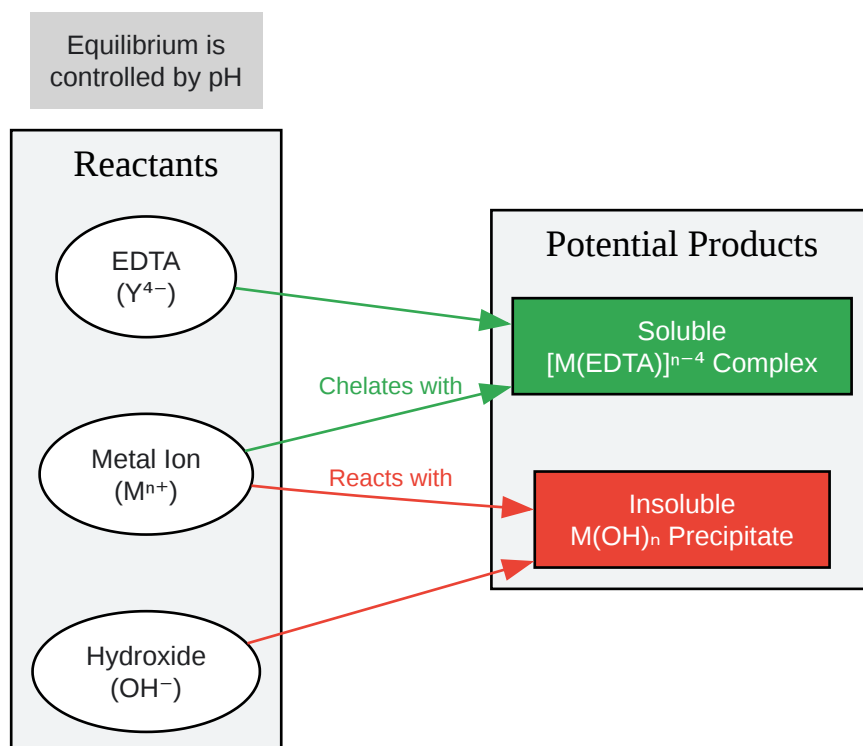 Equilibrium is
controlled by pH
Reactants
EDTA
(Y⁴⁻)
Metal Ion
(Mⁿ⁺)
Hydroxide
(OH⁻)
Chelates with
Reacts with
Potential Products
Soluble
[M(EDTA)]ⁿ⁻⁴ Complex
Insoluble
M(OH)ₙ Precipitate